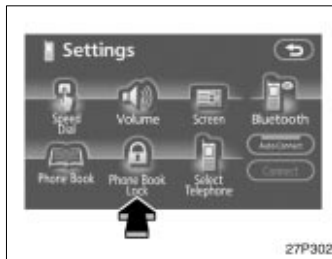 Settings
Speed Dial
Volume
Screen
Bluetooth
Auto Connect
Connect
Phone Book
Phone Book Lock
Select Telephone
27P302